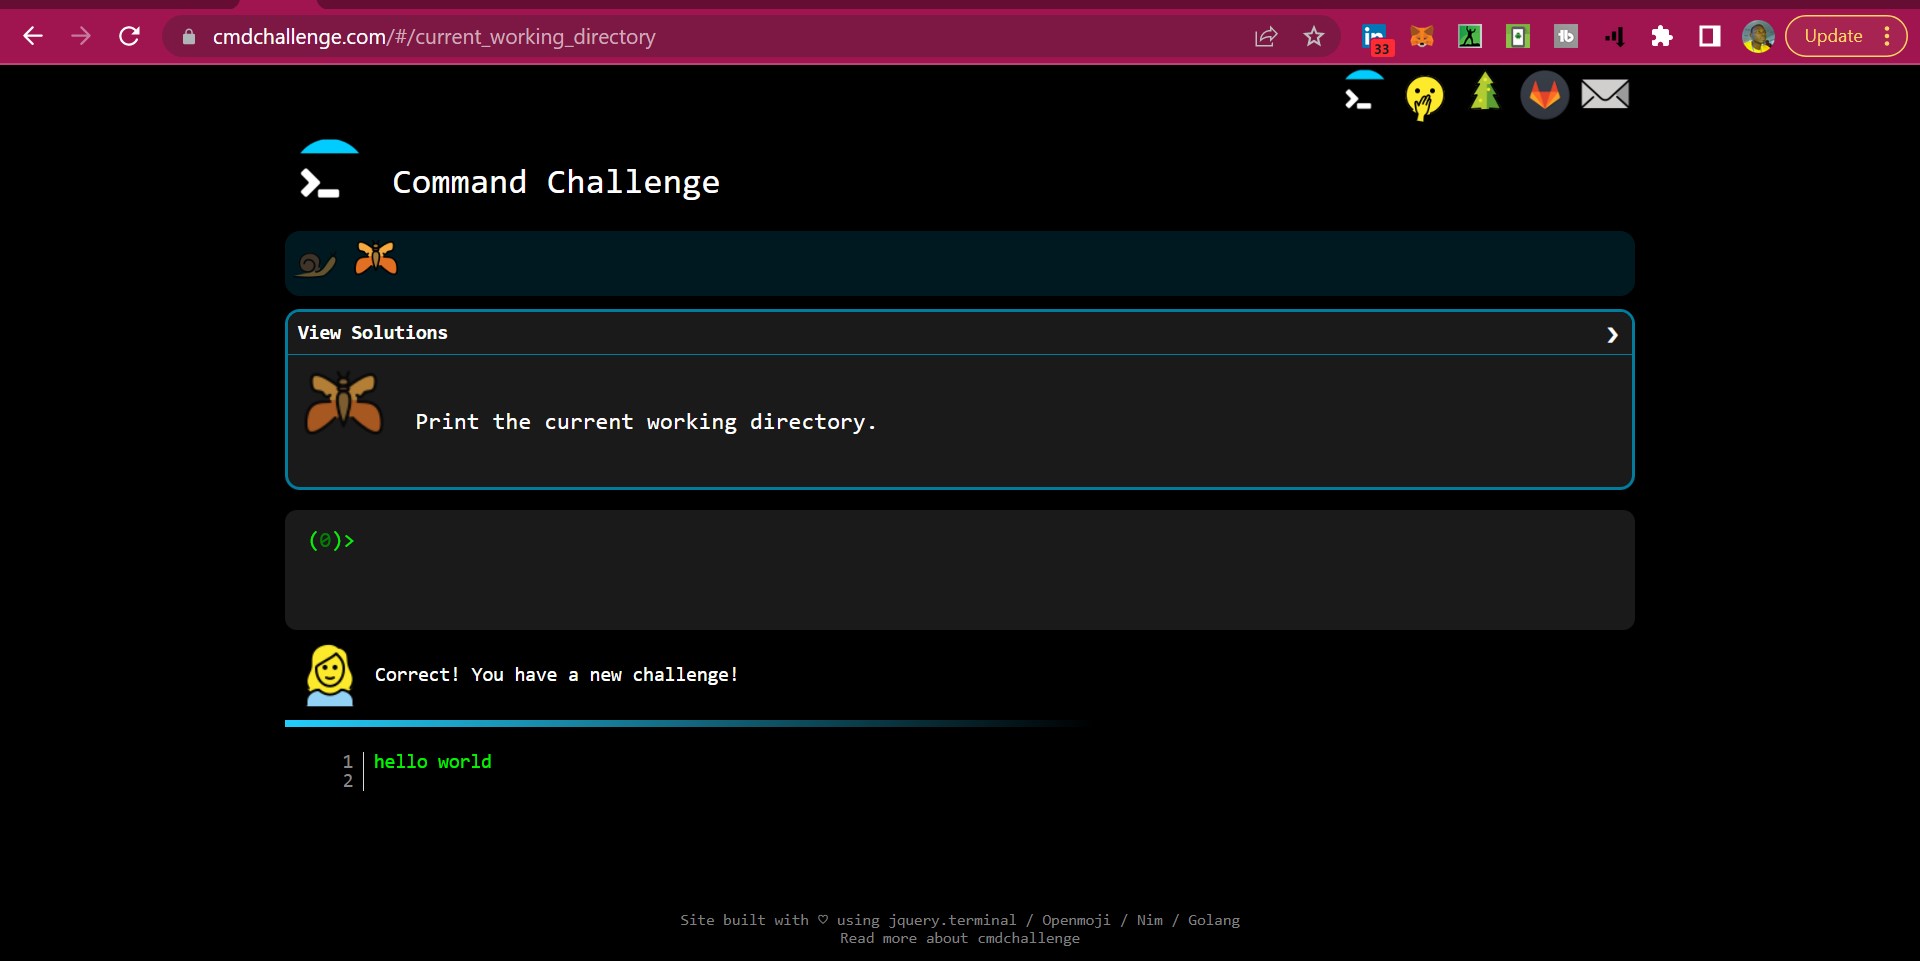 cmdchallenge.com/#/current_working_directory
33
1b
Update
Command Challenge
View Solutions
Print the current working directory.
(0)>
Correct! You have a new challenge!
1 hello world
2
Site built with ♡ using jquery.terminal / Openmoji / Nim / Golang
Read more about cmdchallenge